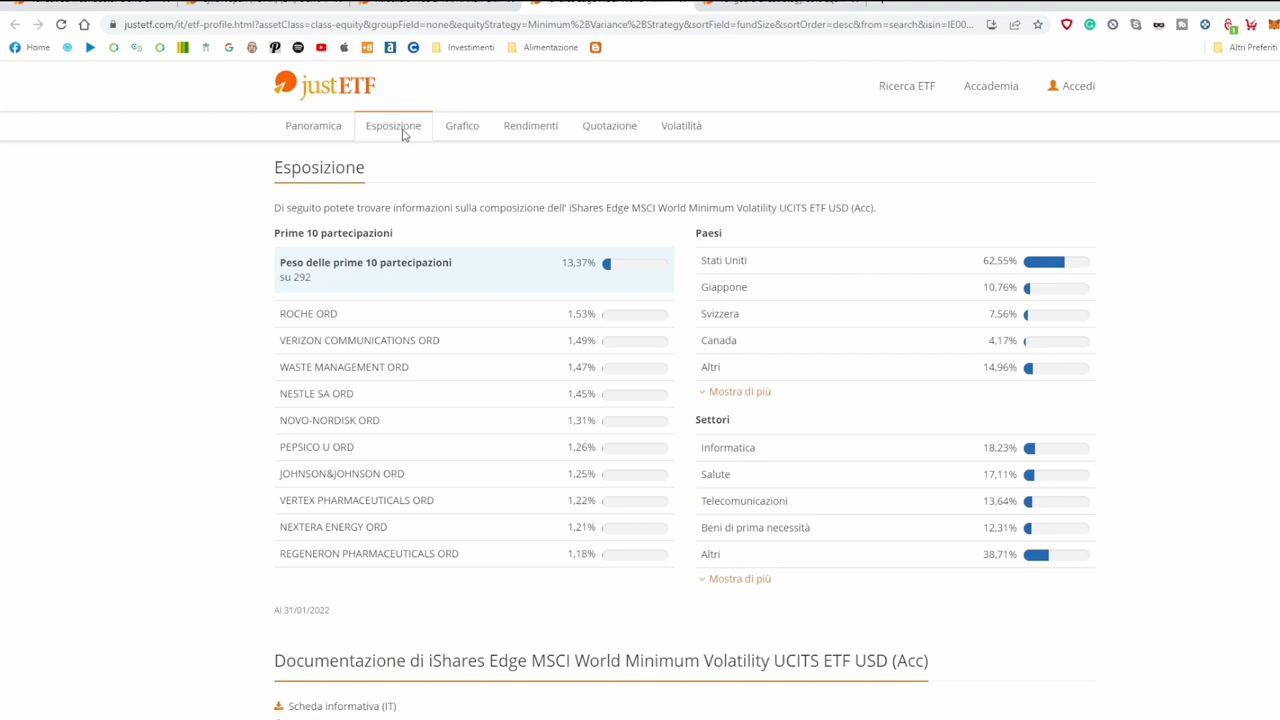 justetf.com/it/etf-profile.html?assetClass=class-equity&groupField=none&equityStrategy=Minimum%2BVariance%2BStrategy&sortField=fundSize&sortOrder=desc&from=search&isin=IE00...
Home
Investimenti
Alimentazione
Altri Preferiti
justETF
Ricerca ETF
Accademia
Accedi
Panoramica
Esposizione
Grafico
Rendimenti
Quotazione
Volatilità
Esposizione
Di seguito potete trovare informazioni sulla composizione dell' iShares Edge MSCI World Minimum Volatility UCITS ETF USD (Acc).
Prime 10 partecipazioni
Peso delle prime 10 partecipazioni 13,37%
su 292
ROCHE ORD 1,53%
VERIZON COMMUNICATIONS ORD 1,49%
WASTE MANAGEMENT ORD 1,47%
NESTLE SA ORD 1,45%
NOVO-NORDISK ORD 1,31%
PEPSICO U ORD 1,26%
JOHNSON&JOHNSON ORD 1,25%
VERTEX PHARMACEUTICALS ORD 1,22%
NEXTERA ENERGY ORD 1,21%
REGENERON PHARMACEUTICALS ORD 1,18%
Paesi
Stati Uniti 62,55%
Giappone 10,76%
Svizzera 7,56%
Canada 4,17%
Altri 14,96%
Mostra di più
Settori
Informatica 18,23%
Salute 17,11%
Telecomunicazioni 13,64%
Beni di prima necessità 12,31%
Altri 38,71%
Mostra di più
Al 31/01/2022
Documentazione di iShares Edge MSCI World Minimum Volatility UCITS ETF USD (Acc)
Scheda informativa (IT)